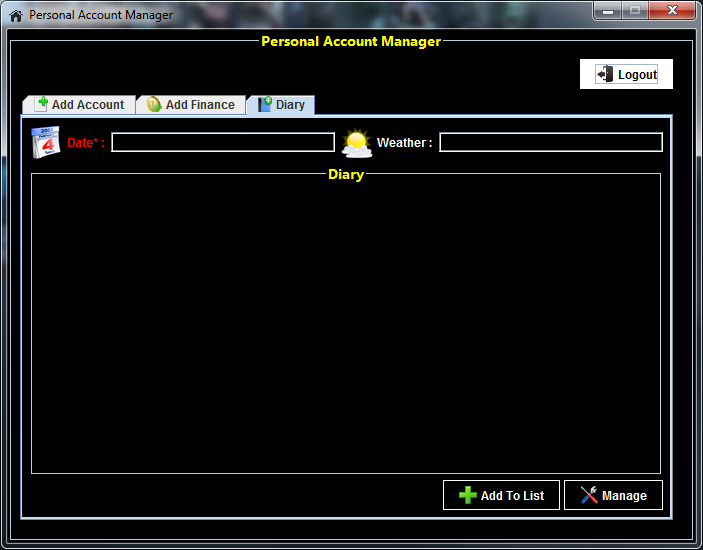 Personal Account Manager
Personal Account Manager
Logout
Add Account Add Finance Diary
Date* : Weather :
Diary
Add To List Manage